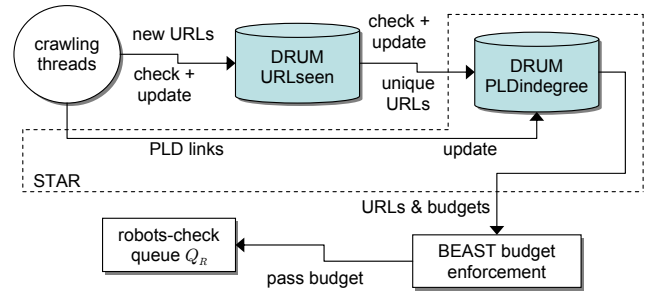 crawling
threads
new URLs
check +
update
DRUM
URLseen
check +
update
unique
URLs
DRUM
PLDindegree
PLD links
update
STAR
URLs & budgets
robots-check
queue Q_R
pass budget
BEAST budget
enforcement